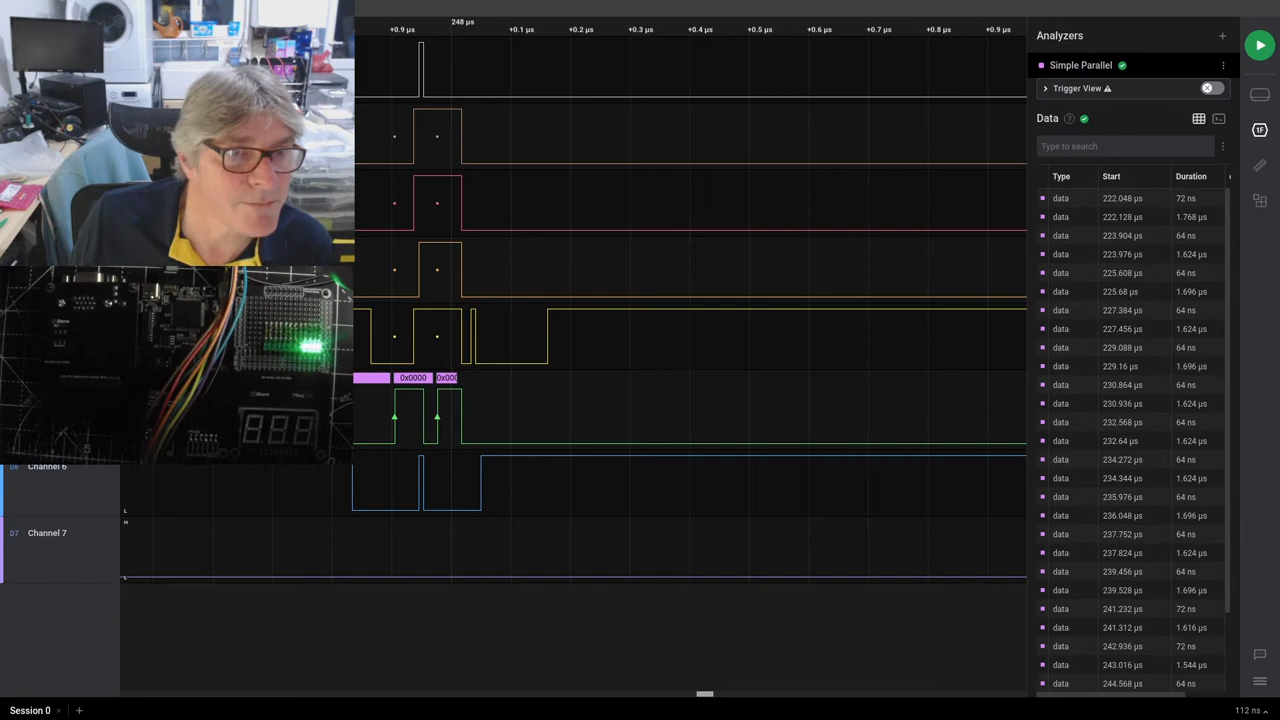 248 µs
+0.9 µs +0.1 µs +0.2 µs +0.3 µs +0.4 µs +0.5 µs +0.6 µs +0.7 µs +0.8 µs +0.9 µs
Analyzers
Simple Parallel
Trigger View
Data
Type to search
Type Start Duration
data 222.048 µs 72 ns
data 222.128 µs 1.768 µs
data 223.904 µs 64 ns
data 223.976 µs 1.624 µs
data 225.608 µs 64 ns
data 225.68 µs 1.696 µs
data 227.384 µs 64 ns
data 227.456 µs 1.624 µs
data 229.088 µs 64 ns
data 229.16 µs 1.696 µs
data 230.864 µs 64 ns
data 230.936 µs 1.624 µs
data 232.568 µs 64 ns
data 232.64 µs 1.624 µs
data 234.272 µs 64 ns
data 234.344 µs 1.624 µs
data 235.976 µs 64 ns
data 236.048 µs 1.696 µs
data 237.752 µs 64 ns
data 237.824 µs 1.624 µs
data 239.456 µs 64 ns
data 239.528 µs 1.696 µs
data 241.232 µs 72 ns
data 241.312 µs 1.616 µs
data 242.936 µs 72 ns
data 243.016 µs 1.544 µs
data 244.568 µs 64 ns
0x0000 0x000
D6 Channel 6
L
H
D7 Channel 7
L
Session 0
112 ns